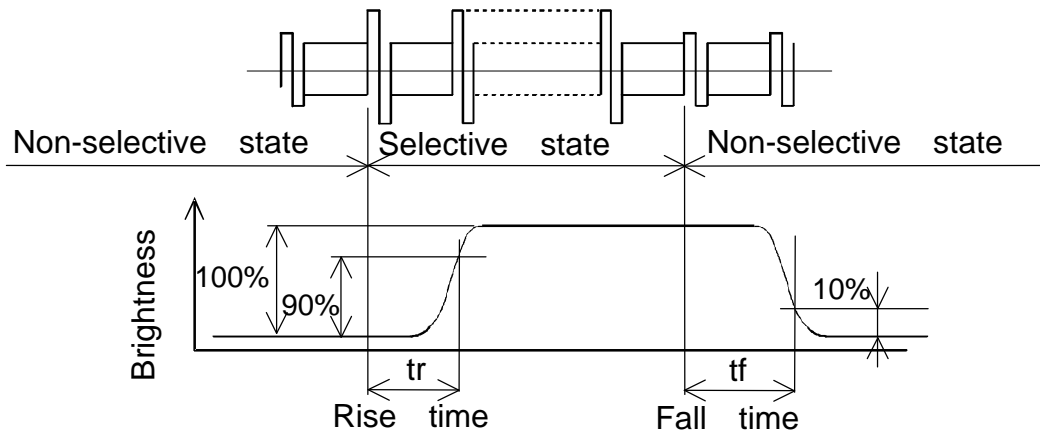 Non-selective state
Selective state
Non-selective state
Brightness
100%
90%
10%
tr
tf
Rise time
Fall time